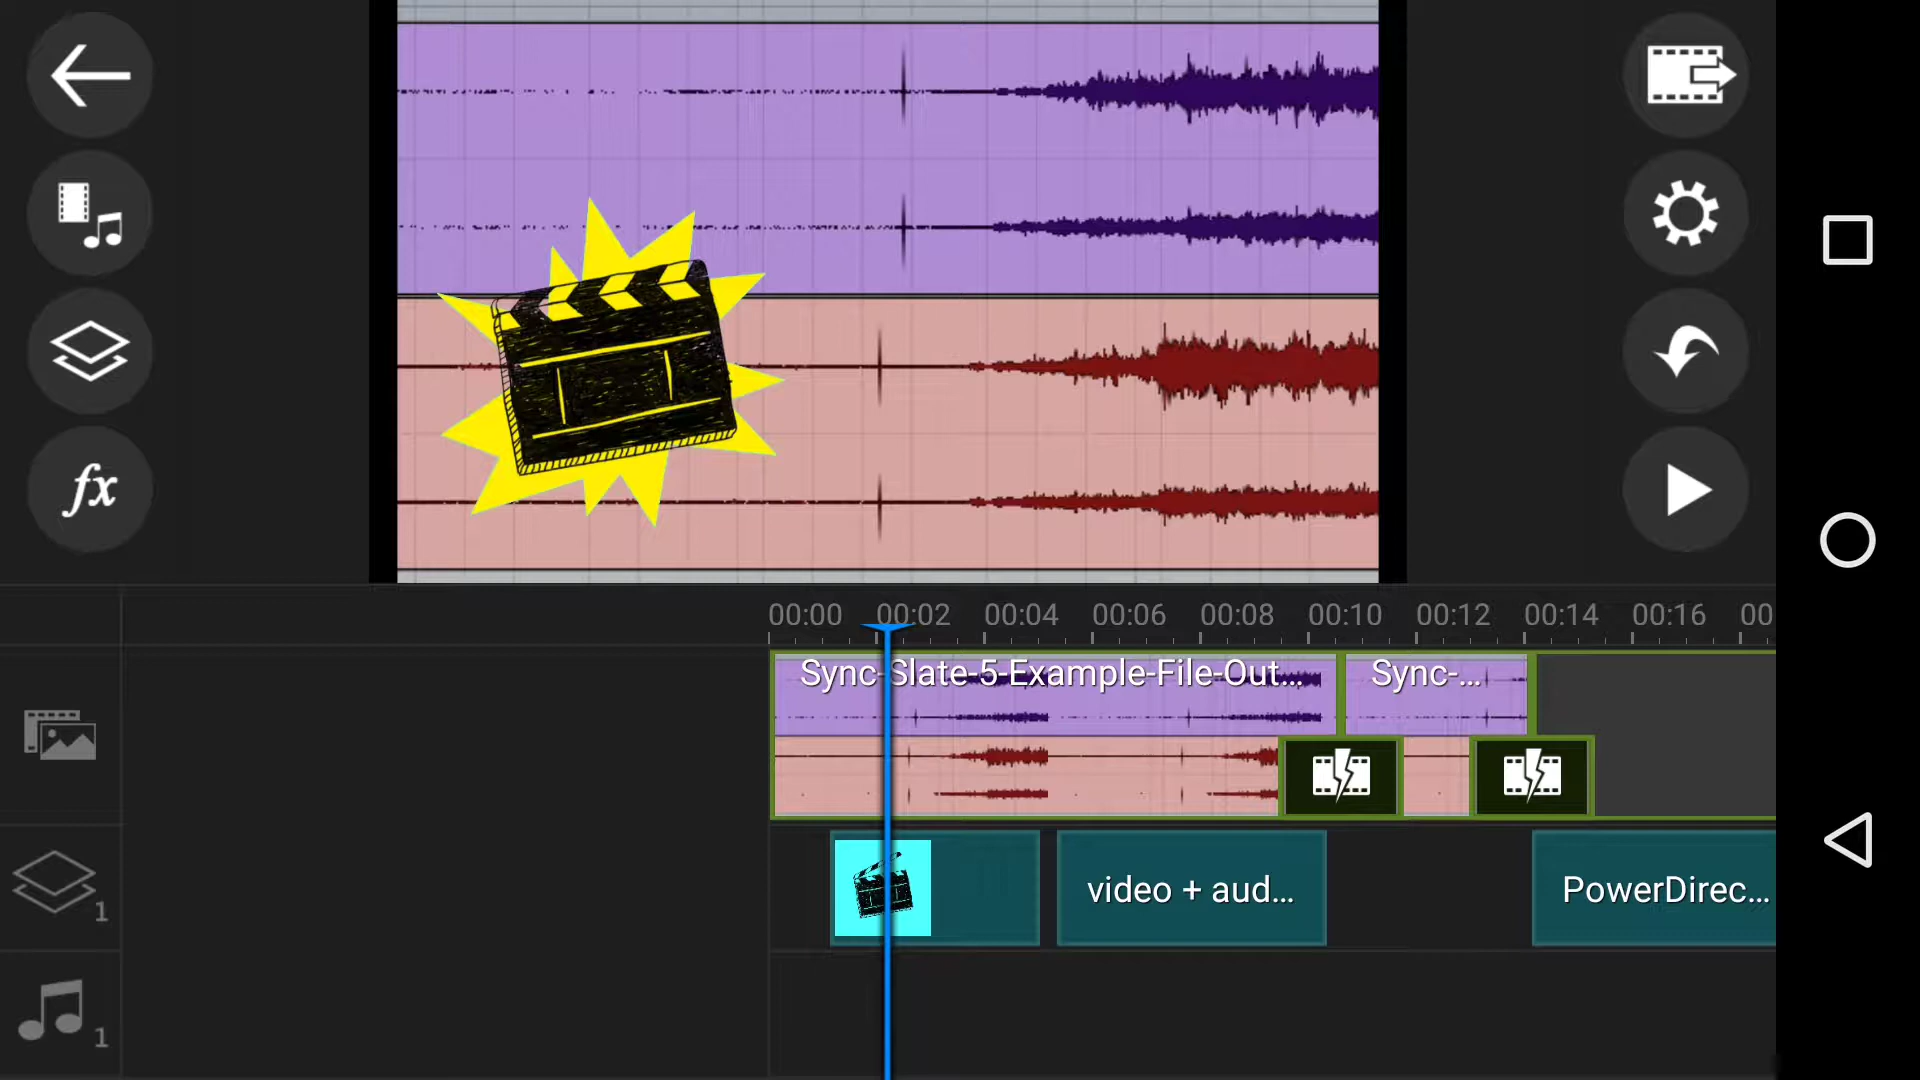 fx
00:00 00:02 00:04 00:06 00:08 00:10 00:12 00:14 00:16 00
Sync-Slate-5-Example-File-Out... Sync-...
video + aud... PowerDirec...
1
1